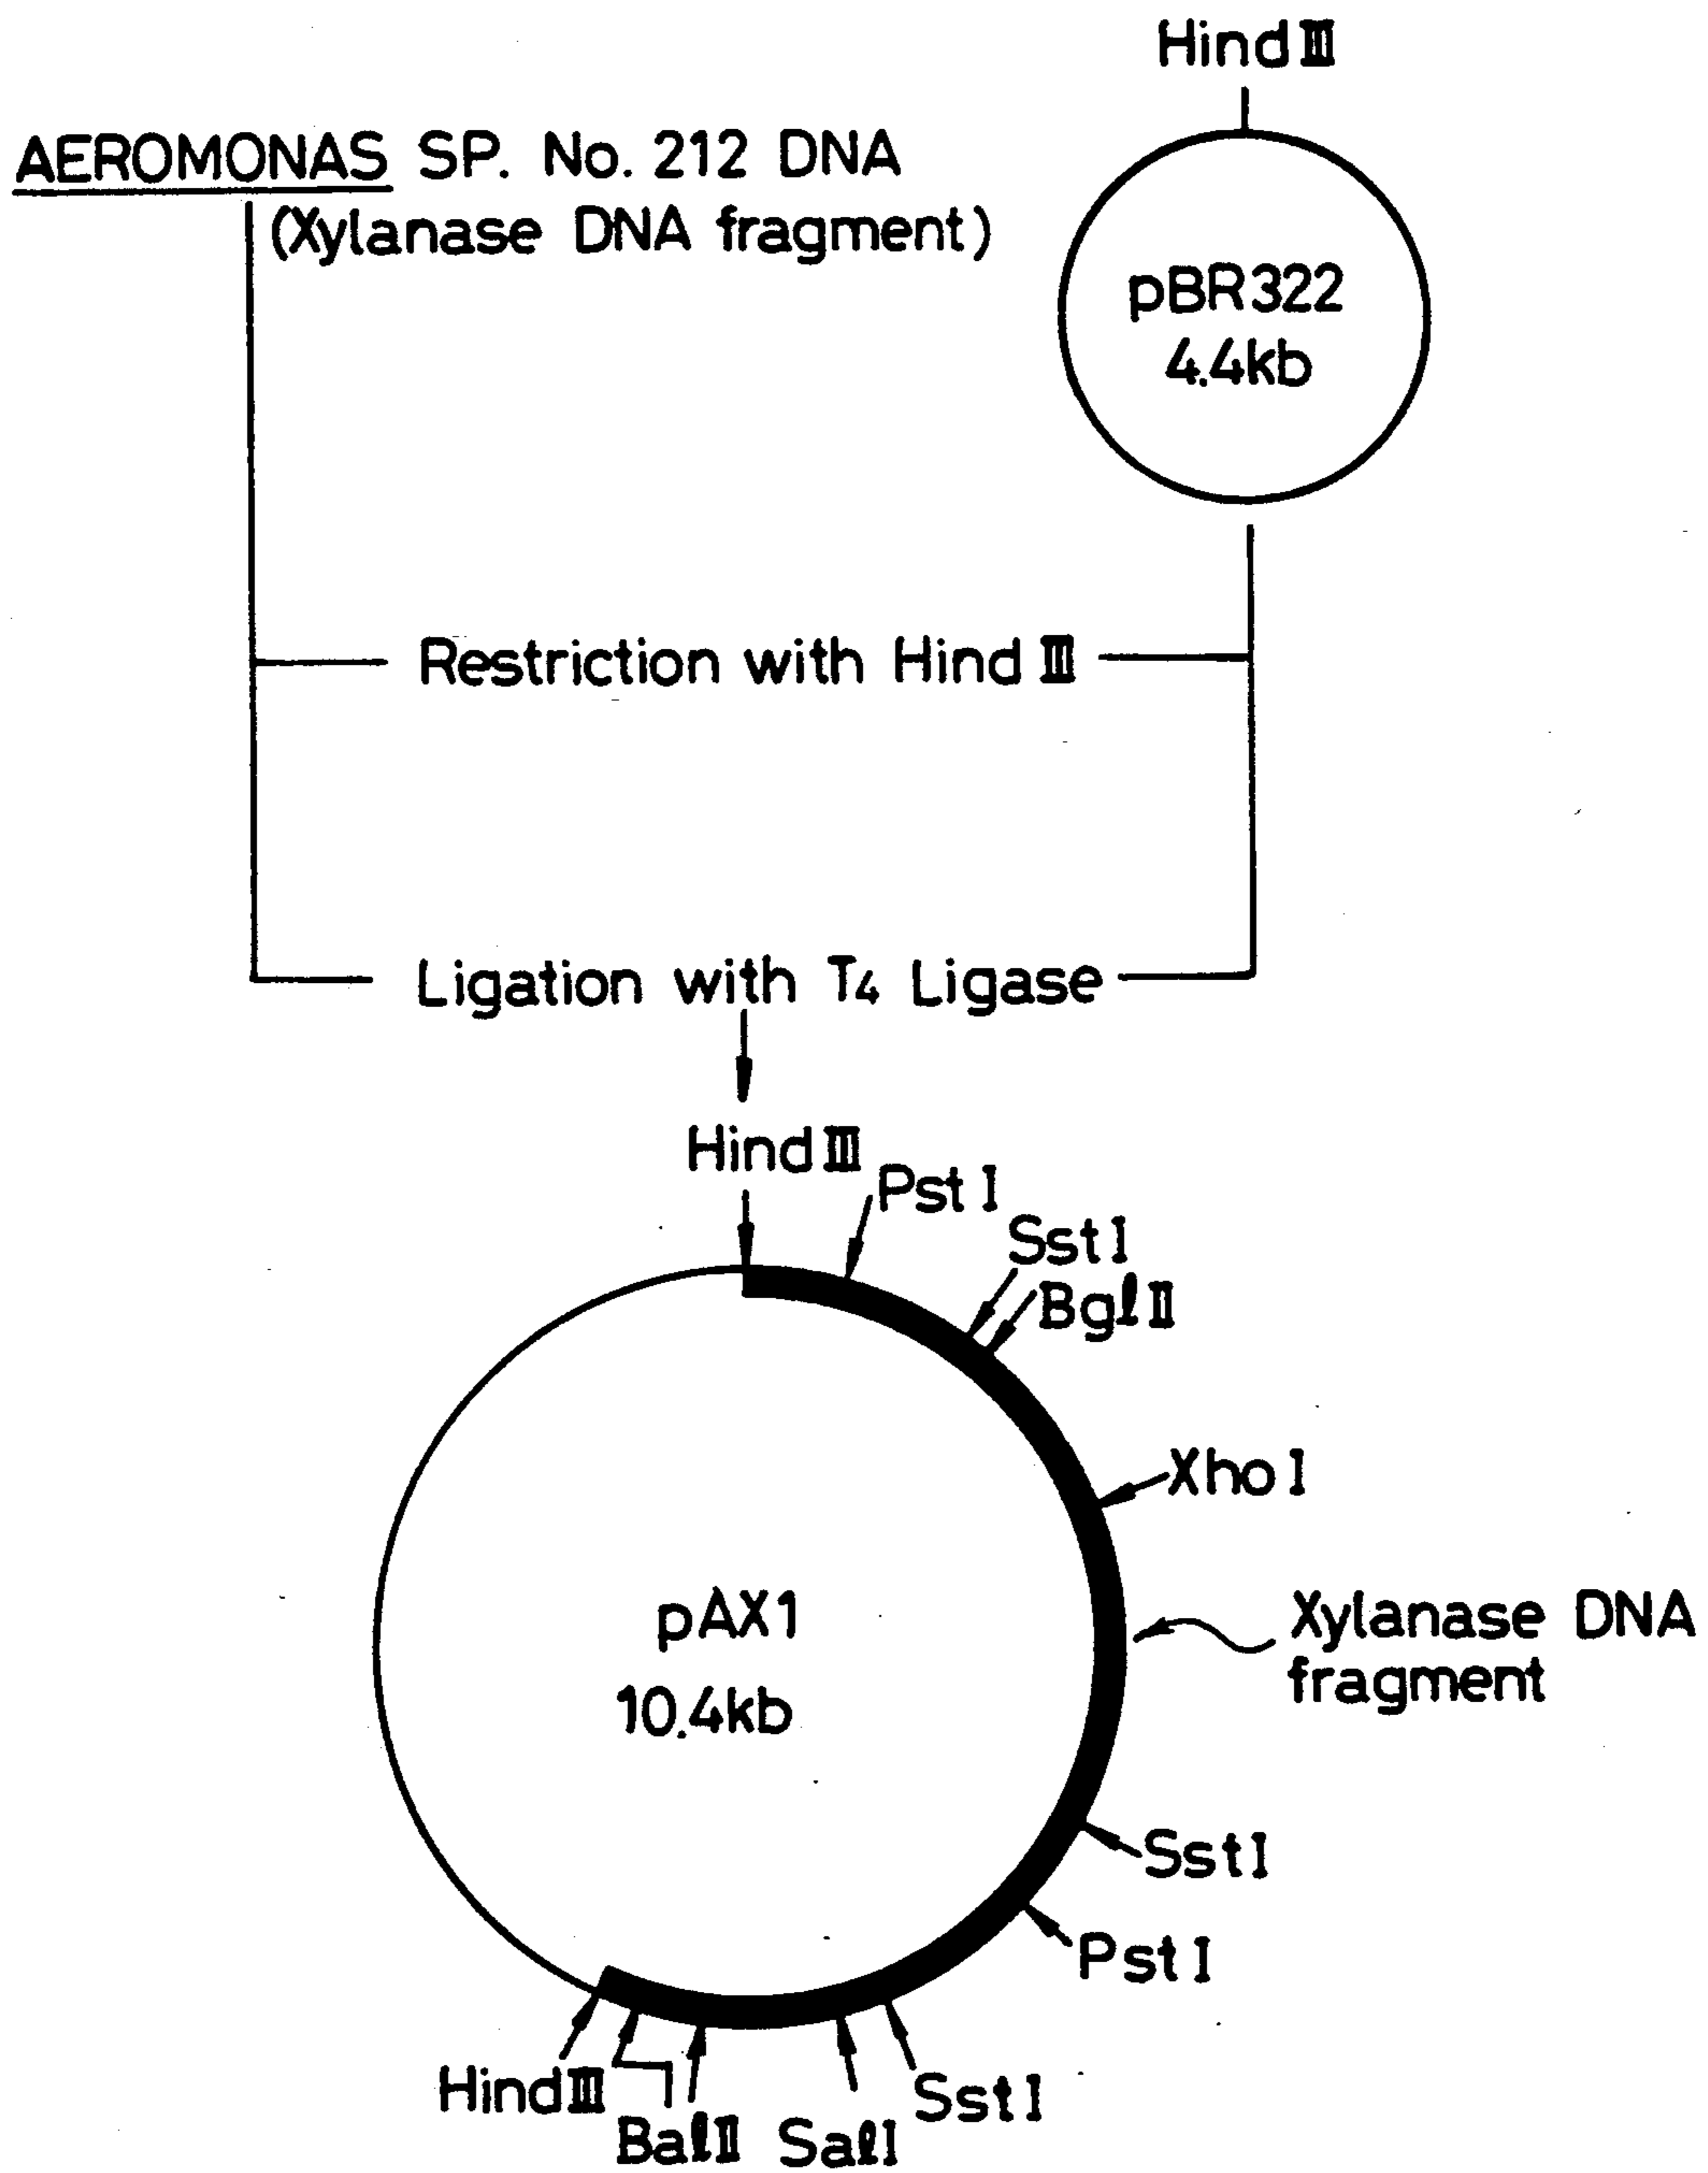 Hind III
AEROMONAS SP. No. 212 DNA
(Xylanase DNA fragment)
pBR322
4.4kb
Restriction with Hind III
Ligation with T4 Ligase
Hind III
Pst I
Sst I
Bgl II
Xho I
pAX1
10.4kb
Xylanase DNA
fragment
Sst I
Pst I
Hind III
Bal II
Sal I
Sst I